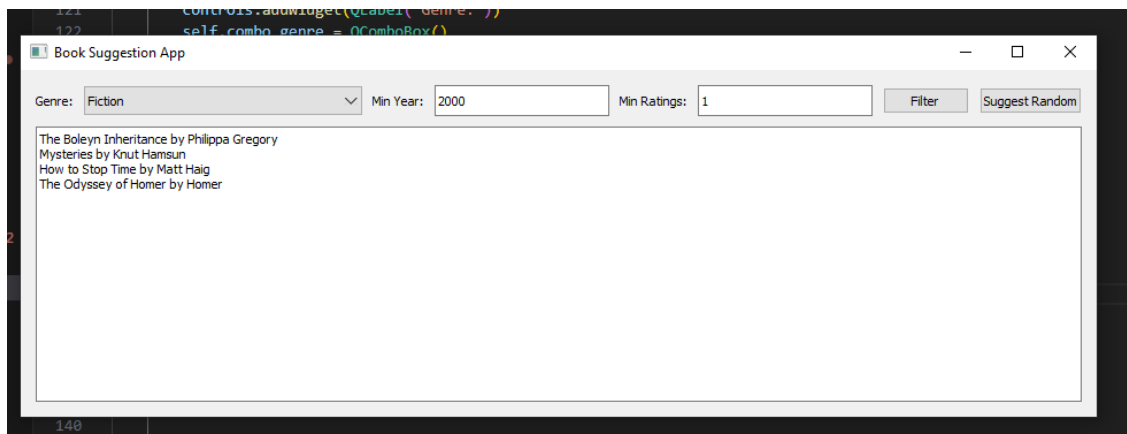 121 controls.addWidget(QLabel("Genre:"))
122 self.combo_genre = QComboBox()
Book Suggestion App
Genre: Fiction Min Year: 2000 Min Ratings: 1 Filter Suggest Random
The Boleyn Inheritance by Philippa Gregory
Mysteries by Knut Hamsun
How to Stop Time by Matt Haig
The Odyssey of Homer by Homer
2
140